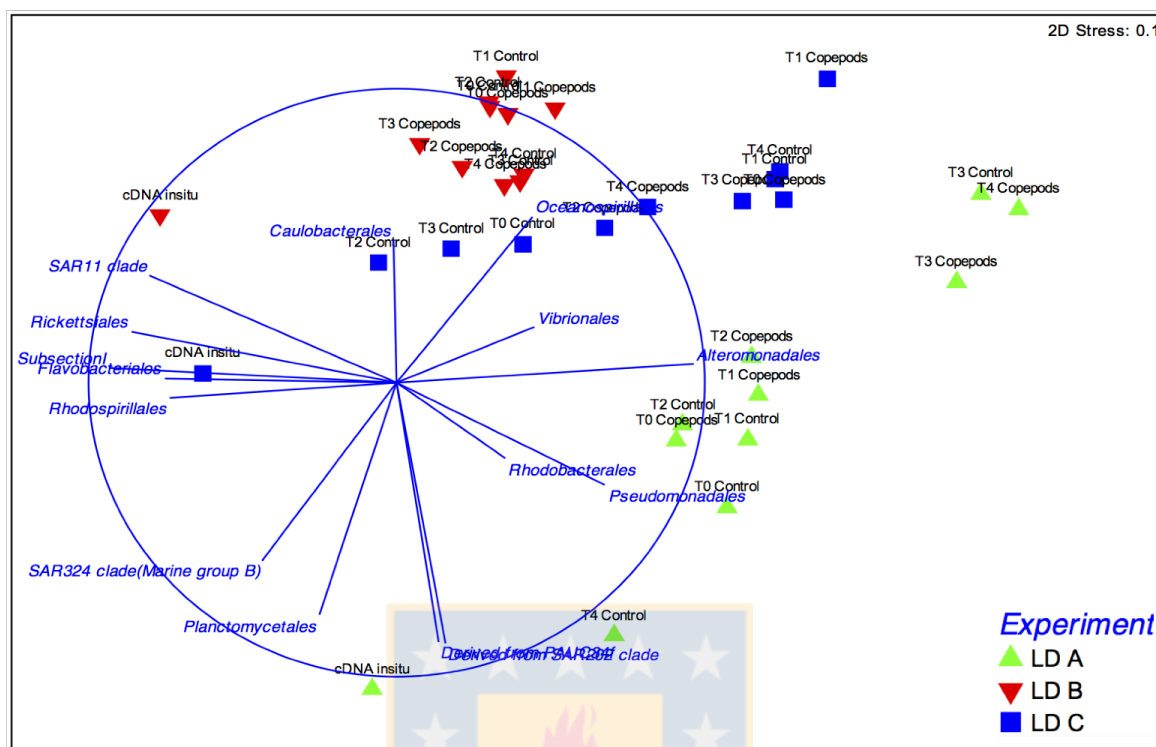 2D Stress: 0.1
T1 Control
T1 Copepods
T2 Control
T1 Copepods
T0 Copepods
T3 Copepods
T2 Copepods
T4 Control
T4 Copepods
T4 Control
T1 Control
T3 Copepods
T3 Control
T4 Copepods
cDNA insitu
T4 Copepods
Oceanospirillales
Caulobacterales
T2 Control
T3 Control
T0 Control
SAR11 clade
T3 Copepods
Rickettsiales
Vibrionales
SubsectionI
cDNA insitu
Flavobacteriales
T2 Copepods
Alteromonadales
T1 Copepods
Rhodospirillales
T2 Control
T0 Copepods
T1 Control
Rhodobacterales
Pseudomonadales
T0 Control
SAR324 clade(Marine group B)
Planctomycetales
T4 Control
Derived from SAR202 clade
cDNA insitu
Experiment
LD A
LD B
LD C